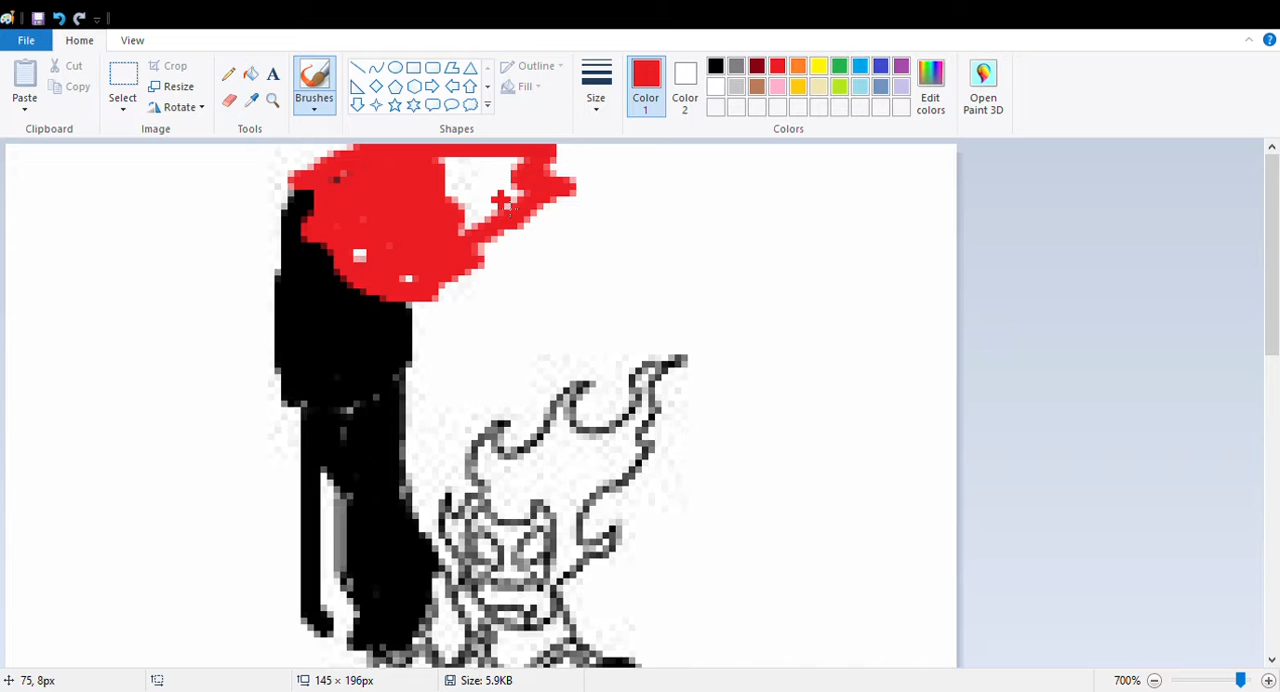 File Home View
Cut Crop Outline
Copy Resize Fill
Paste Select Rotate Brushes Size Color 1 Color 2 Edit colors Open Paint 3D
Clipboard Image Tools Shapes Colors
75, 8px 145 × 196px Size: 5.9KB 700%